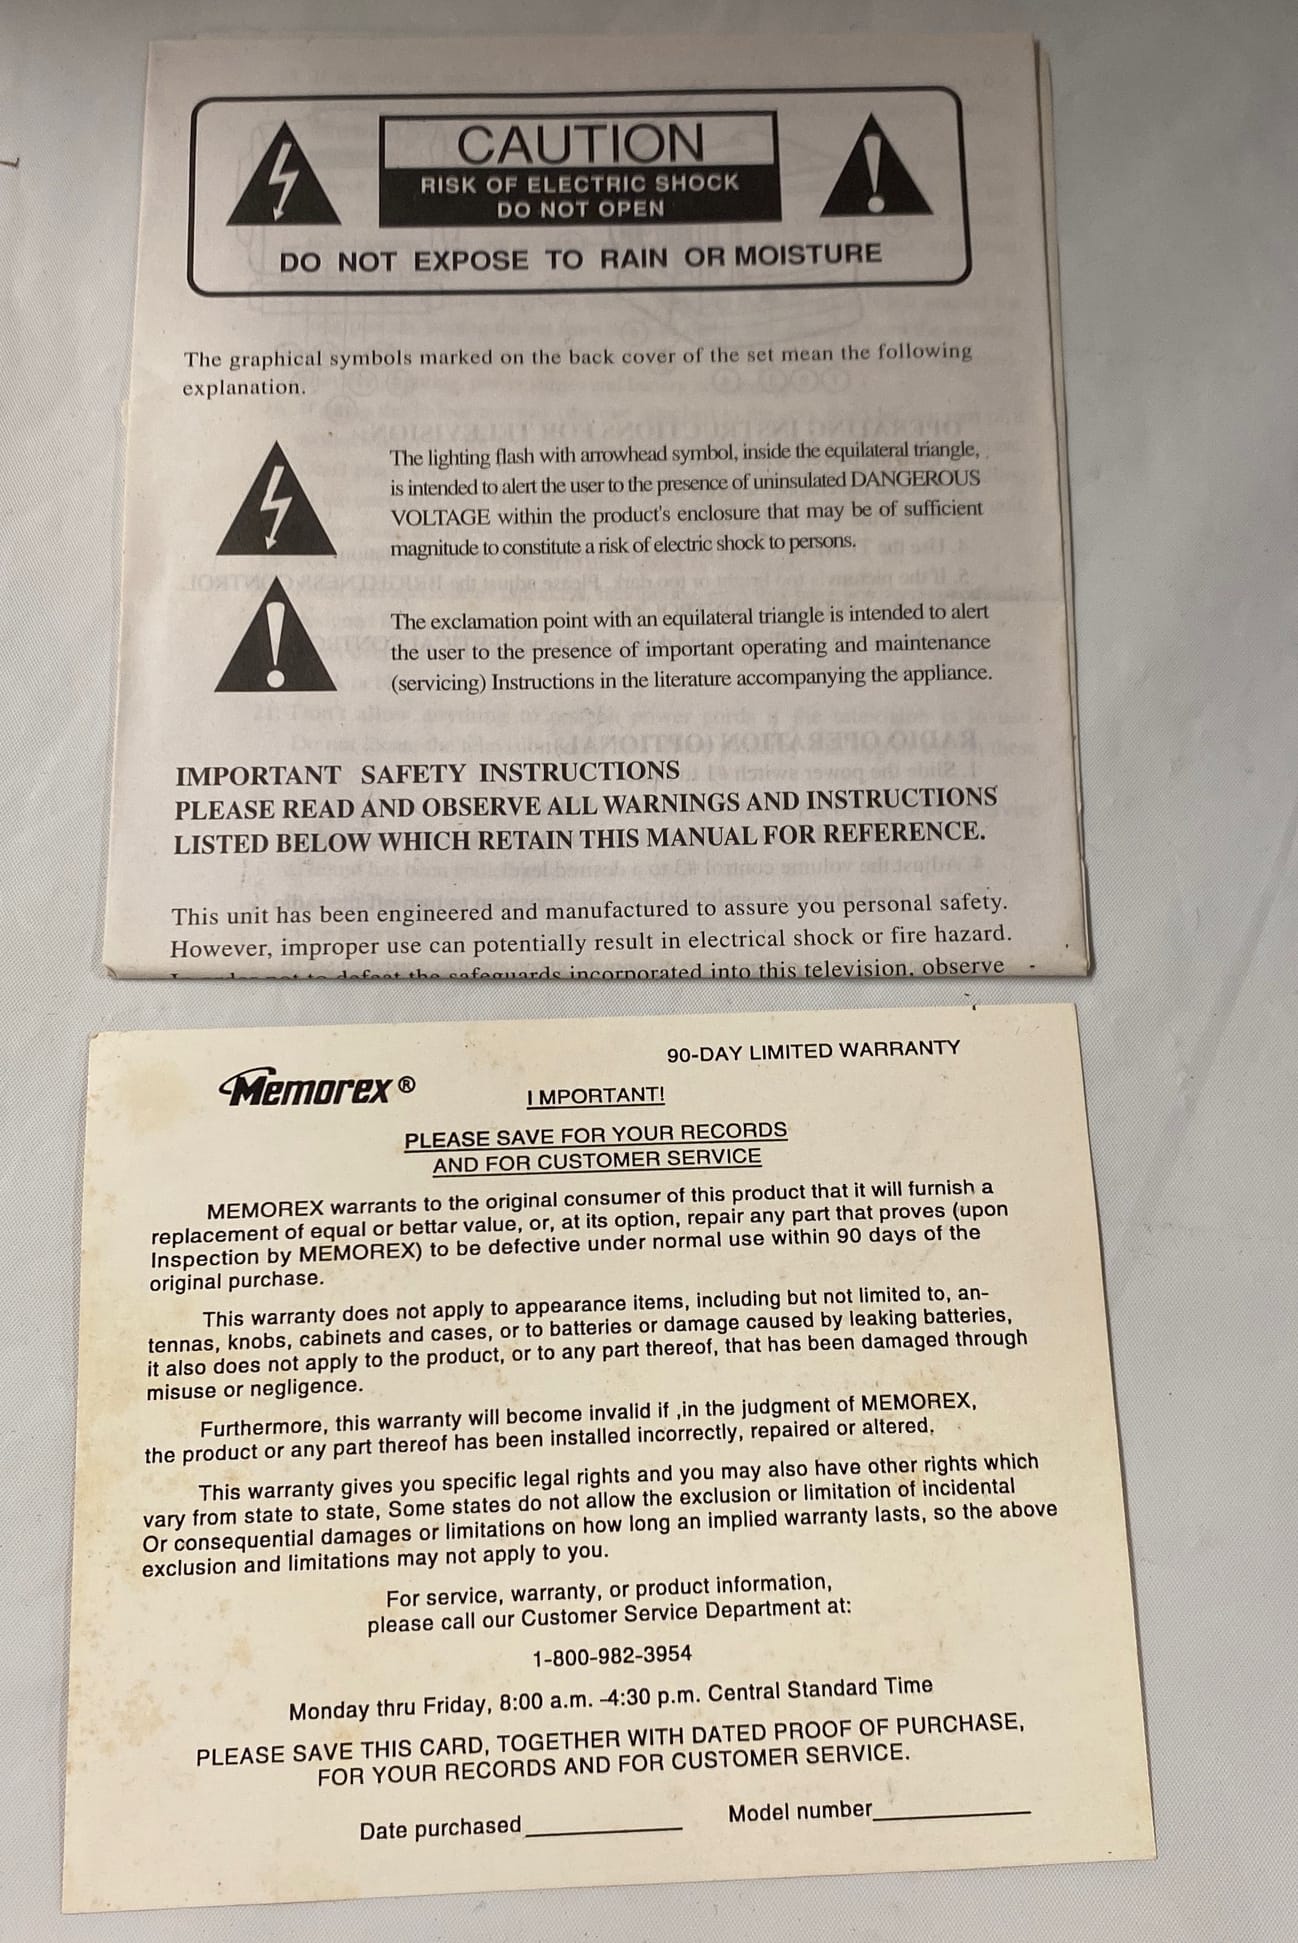 CAUTION
RISK OF ELECTRIC SHOCK
DO NOT OPEN
DO NOT EXPOSE TO RAIN OR MOISTURE
The graphical symbols marked on the back cover of the set mean the following
explanation.
The lighting flash with arrowhead symbol, inside the equilateral triangle,
is intended to alert the user to the presence of uninsulated DANGEROUS
VOLTAGE within the product's enclosure that may be of sufficient
magnitude to constitute a risk of electric shock to persons.
The exclamation point with an equilateral triangle is intended to alert
the user to the presence of important operating and maintenance
(servicing) Instructions in the literature accompanying the appliance.
IMPORTANT SAFETY INSTRUCTIONS
PLEASE READ AND OBSERVE ALL WARNINGS AND INSTRUCTIONS
LISTED BELOW WHICH RETAIN THIS MANUAL FOR REFERENCE.
This unit has been engineered and manufactured to assure you personal safety.
However, improper use can potentially result in electrical shock or fire hazard.
to defeat the safeguards incorporated into this television, observe
90-DAY LIMITED WARRANTY
Memorex®
I MPORTANT!
PLEASE SAVE FOR YOUR RECORDS
AND FOR CUSTOMER SERVICE
MEMOREX warrants to the original consumer of this product that it will furnish a
replacement of equal or bettar value, or, at its option, repair any part that proves (upon
Inspection by MEMOREX) to be defective under normal use within 90 days of the
original purchase.
This warranty does not apply to appearance items, including but not limited to, an-
tennas, knobs, cabinets and cases, or to batteries or damage caused by leaking batteries,
it also does not apply to the product, or to any part thereof, that has been damaged through
misuse or negligence.
Furthermore, this warranty will become invalid if ,in the judgment of MEMOREX,
the product or any part thereof has been installed incorrectly, repaired or altered.
This warranty gives you specific legal rights and you may also have other rights which
vary from state to state, Some states do not allow the exclusion or limitation of incidental
Or consequential damages or limitations on how long an implied warranty lasts, so the above
exclusion and limitations may not apply to you.
For service, warranty, or product information,
please call our Customer Service Department at:
1-800-982-3954
Monday thru Friday, 8:00 a.m. -4:30 p.m. Central Standard Time
PLEASE SAVE THIS CARD, TOGETHER WITH DATED PROOF OF PURCHASE,
FOR YOUR RECORDS AND FOR CUSTOMER SERVICE.
Date purchased
Model number